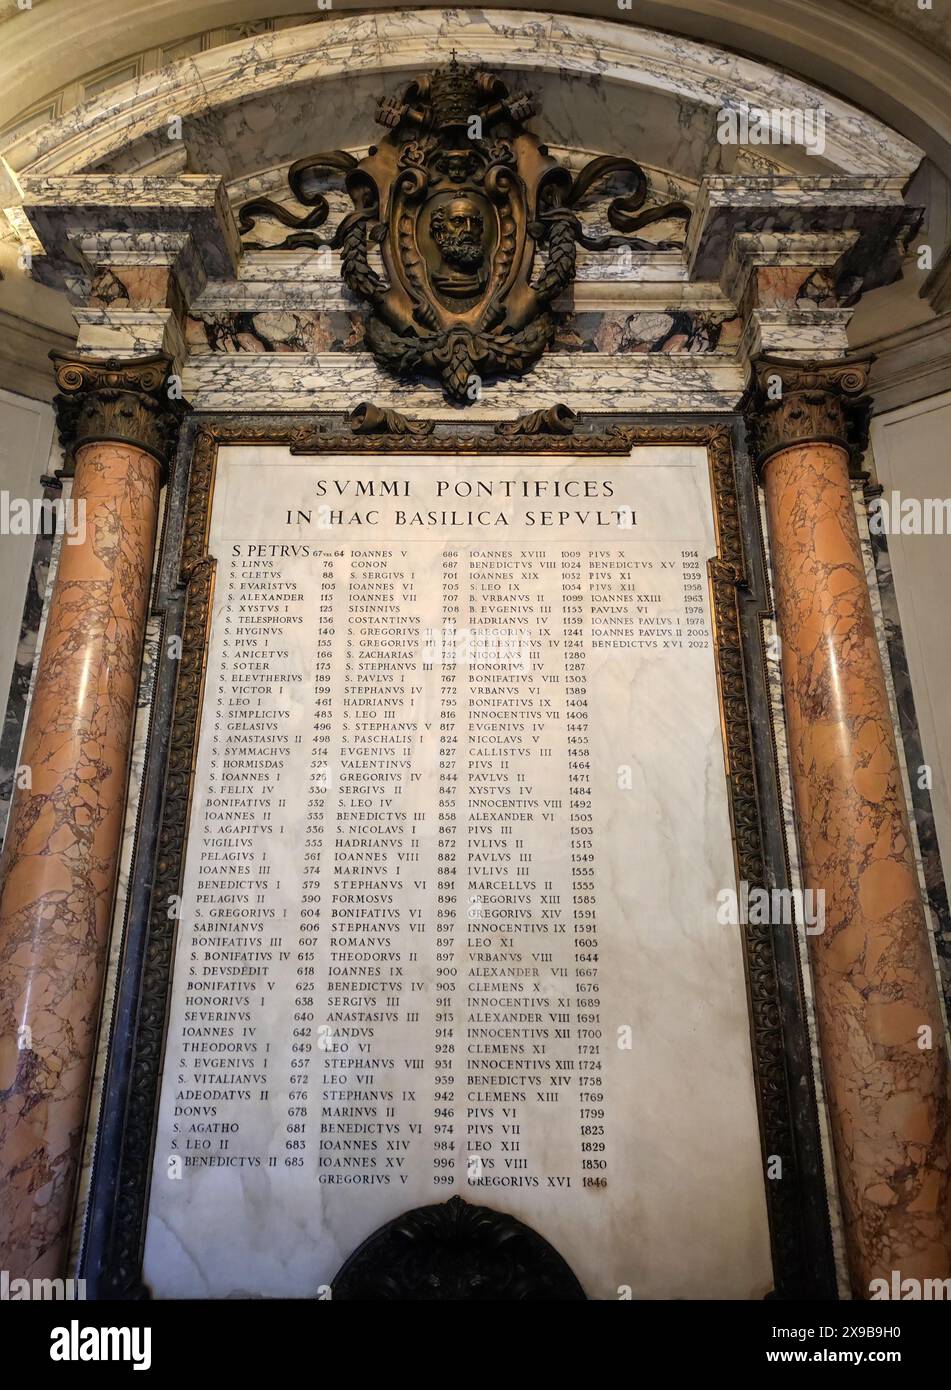 SVMMI PONTIFICES
IN HAC BASILICA SEPVLTI
S. PETRVS 67 VEL 64
S. LINVS 76
S. CLETVS 88
S. EVARISTVS 105
S. ALEXANDER 115
S. XYSTVS I 125
S. TELESPHORVS 136
S. HYGINVS 140
S. PIVS I 155
S. ANICETVS 166
S. SOTER 175
S. ELEVTHERIVS 189
S. VICTOR I 199
S. LEO I 461
S. SIMPLICIVS 483
S. GELASIVS 496
S. ANASTASIVS II 498
S. SYMMACHVS 514
S. HORMISDAS 523
S. IOANNES I 526
S. FELIX IV 530
BONIFATIVS II 532
IOANNES II 535
S. AGAPITVS I 536
VIGILIVS 555
PELAGIVS I 561
IOANNES III 574
BENEDICTVS I 579
PELAGIVS II 590
S. GREGORIVS I 604
SABINIANVS 606
BONIFATIVS III 607
S. BONIFATIVS IV 615
S. DEVSDEDIT 618
BONIFATIVS V 625
HONORIVS I 638
SEVERINVS 640
IOANNES IV 642
THEODORVS I 649
S. EVGENIVS I 657
S. VITALIANVS 672
ADEODATVS II 676
DONVS 678
S. AGATHO 681
S. LEO II 683
S. BENEDICTVS II 685
IOANNES V 686
CONON 687
S. SERGIVS I 701
IOANNES VI 705
IOANNES VII 707
SISINNIVS 708
COSTANTINVS 715
S. GREGORIVS II 731
S. GREGORIVS III 741
S. ZACHARIAS 752
S. STEPHANVS III 757
S. PAVLVS I 767
STEPHANVS IV 772
HADRIANVS I 795
S. LEO III 816
S. STEPHANVS V 817
S. PASCHALIS I 824
EVGENIVS II 827
VALENTINVS 827
GREGORIVS IV 844
SERGIVS II 847
S. LEO IV 855
BENEDICTVS III 858
S. NICOLAVS I 867
HADRIANVS II 872
IOANNES VIII 882
MARINVS I 884
STEPHANVS VI 891
FORMOSVS 896
BONIFATIVS VI 896
STEPHANVS VII 897
ROMANVS 897
THEODORVS II 897
IOANNES IX 900
BENEDICTVS IV 903
SERGIVS III 911
ANASTASIVS III 913
LANDVS 914
LEO VI 928
STEPHANVS VIII 931
LEO VII 939
STEPHANVS IX 942
MARINVS II 946
BENEDICTVS VI 974
IOANNES XIV 984
IOANNES XV 996
GREGORIVS V 999
IOANNES XVIII 1009
BENEDICTVS VIII 1024
IOANNES XIX 1032
S. LEO IX 1054
B. VRBANVS II 1099
B. EVGENIVS III 1153
HADRIANVS IV 1159
GREGORIVS IX 1241
COELESTINVS IV 1241
NICOLAVS III 1280
HONORIVS IV 1287
BONIFATIVS VIII 1303
VRBANVS VI 1389
BONIFATIVS IX 1404
INNOCENTIVS VII 1406
EVGENIVS IV 1447
NICOLAVS V 1455
CALLISTVS III 1458
PIVS II 1464
PAVLVS II 1471
XYSTVS IV 1484
INNOCENTIVS VIII 1492
ALEXANDER VI 1503
PIVS III 1503
IVLIVS II 1513
PAVLVS III 1549
IVLIVS III 1555
MARCELLVS II 1555
GREGORIVS XIII 1585
GREGORIVS XIV 1591
INNOCENTIVS IX 1591
LEO XI 1605
VRBANVS VIII 1644
ALEXANDER VII 1667
CLEMENS X 1676
INNOCENTIVS XI 1689
ALEXANDER VIII 1691
INNOCENTIVS XII 1700
CLEMENS XI 1721
INNOCENTIVS XIII 1724
BENEDICTVS XIV 1758
CLEMENS XIII 1769
PIVS VI 1799
PIVS VII 1823
LEO XII 1829
PIVS VIII 1830
GREGORIVS XVI 1846
PIVS X 1914
BENEDICTVS XV 1922
PIVS XI 1939
PIVS XII 1958
IOANNES XXIII 1963
PAVLVS VI 1978
IOANNES PAVLVS I 1978
IOANNES PAVLVS II 2005
BENEDICTVS XVI 2022
alamy
Image ID: 2X9B9H0
www.alamy.com